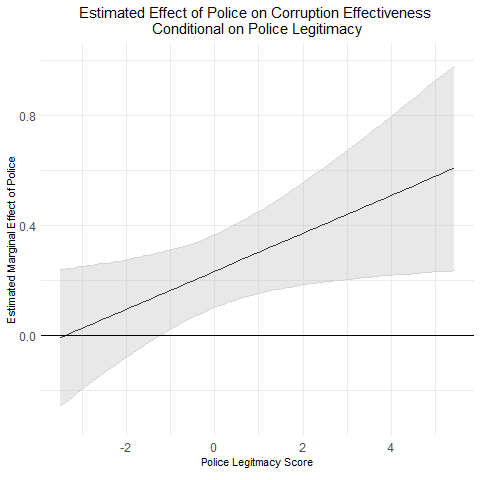 Estimated Effect of Police on Corruption Effectiveness
Conditional on Police Legitimacy
Estimated Marginal Effect of Police
0.8
0.4
0.0
-2
0
2
4
Police Legitmacy Score